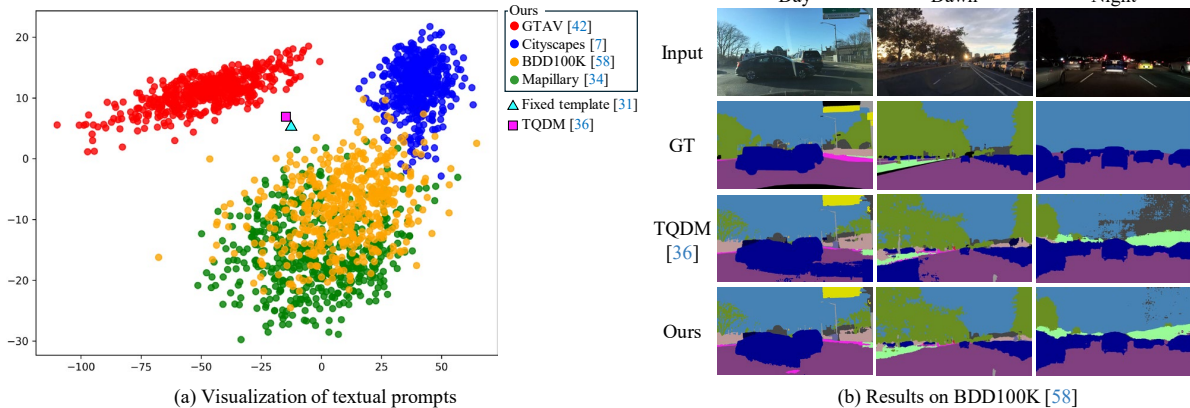 Ours
GTAV [42]
Cityscapes [7]
BDD100K [58]
Mapillary [34]
Fixed template [31]
TQDM [36]
20
10
0
−10
−20
−30
−100
−75
−50
−25
0
25
50
(a) Visualization of textual prompts
Day
Dawn
Night
Input
GT
TQDM
[36]
Ours
(b) Results on BDD100K [58]